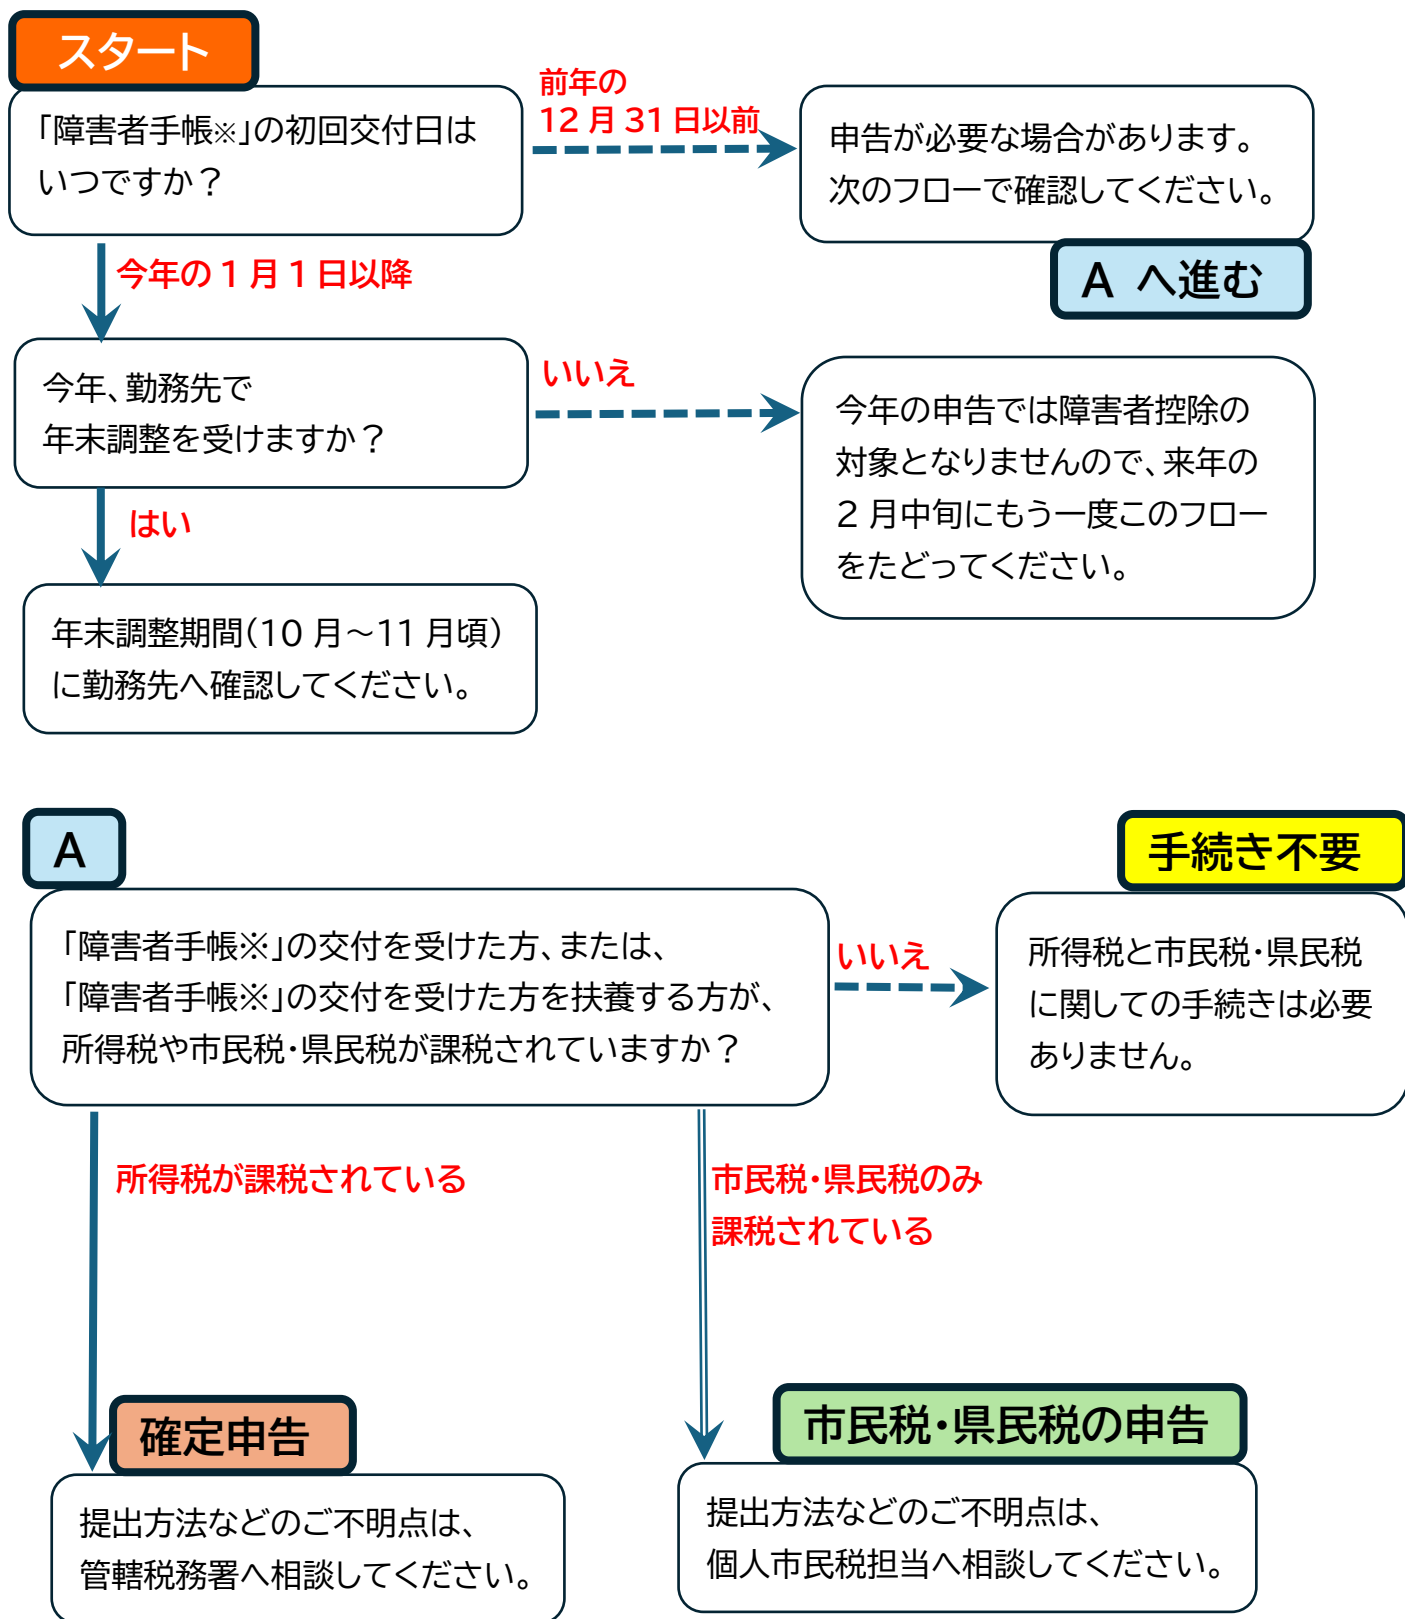 スタート
「障害者手帳※」の初回交付日は
いつですか？
前年の
12月31日以前
申告が必要な場合があります。
次のフローで確認してください。
A へ進む
今年の1月1日以降
今年、勤務先で
年末調整を受けますか？
いいえ
今年の申告では障害者控除の
対象となりませんので、来年の
2月中旬にもう一度このフロー
をたどってください。
はい
年末調整期間（10月～11月頃）
に勤務先へ確認してください。
A
「障害者手帳※」の交付を受けた方、または、
「障害者手帳※」の交付を受けた方を扶養する方が、
所得税や市民税・県民税が課税されていますか？
いいえ
手続き不要
所得税と市民税・県民税
に関しての手続きは必要
ありません。
所得税が課税されている
市民税・県民税のみ
課税されている
確定申告
提出方法などのご不明点は、
管轄税務署へ相談してください。
市民税・県民税の申告
提出方法などのご不明点は、
個人市民税担当へ相談してください。